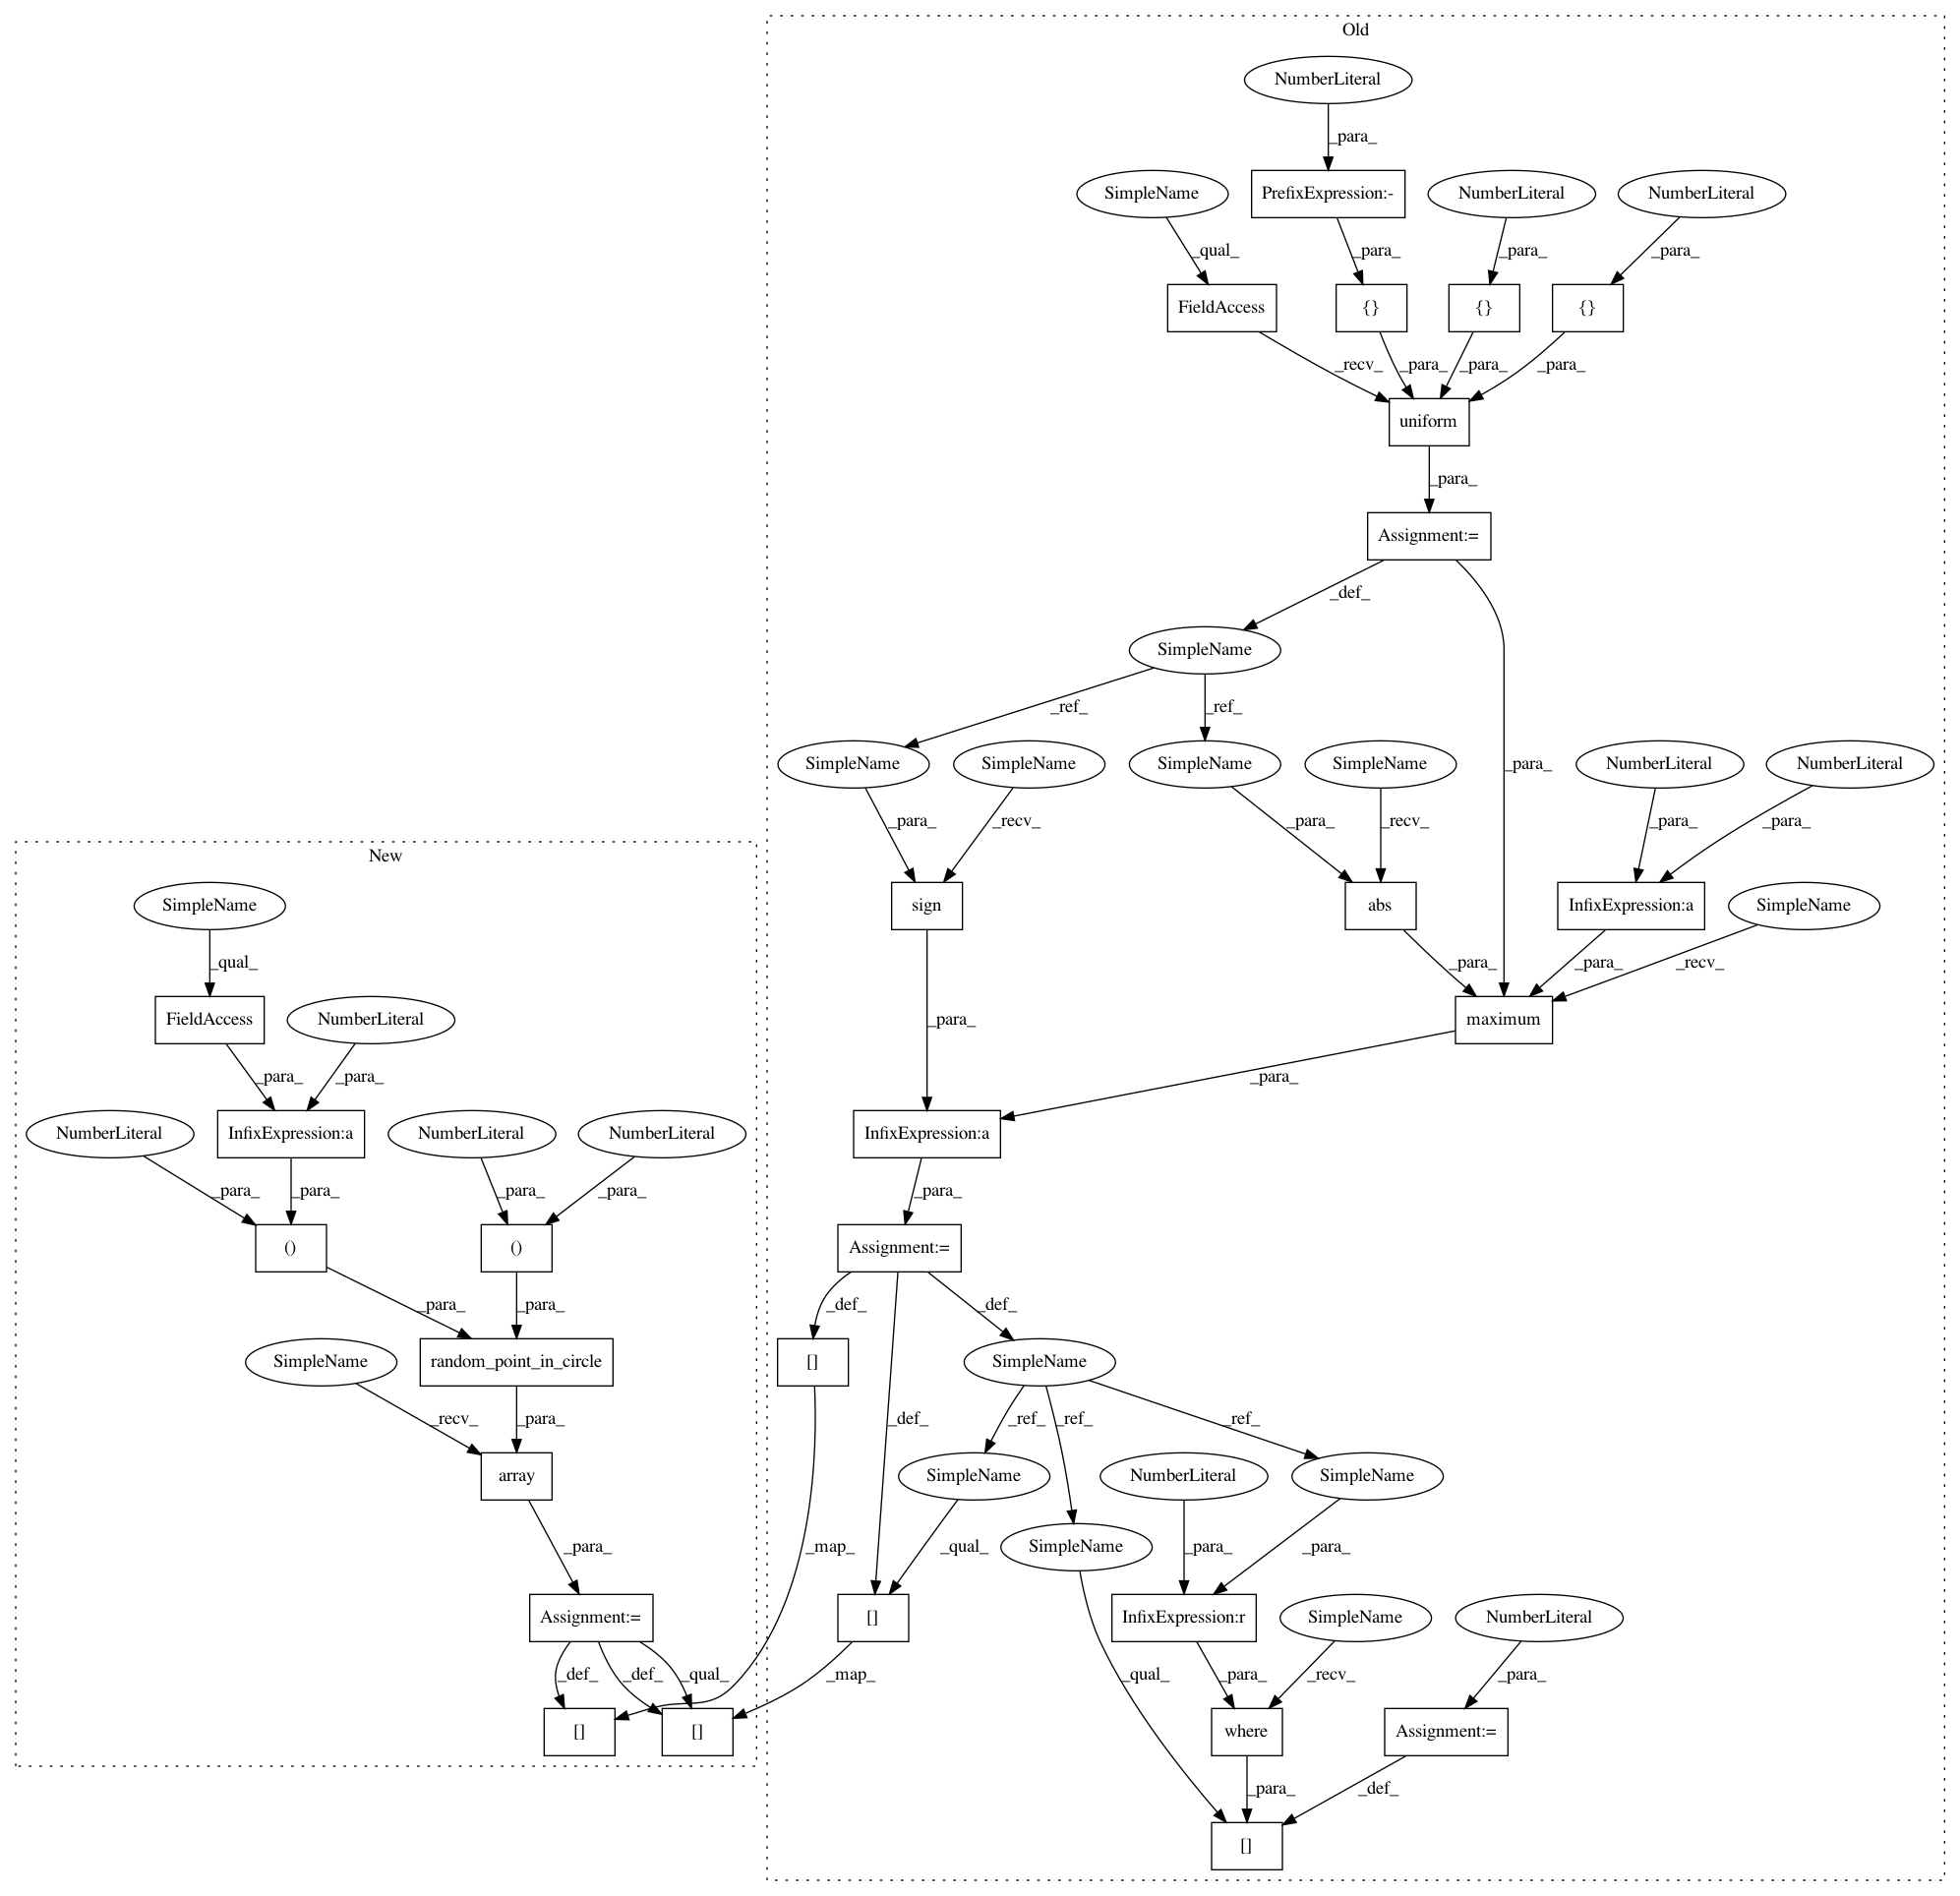 Old
NumberLiteral
_para_
SimpleName
PrefixExpression:-
NumberLiteral
NumberLiteral
_qual_
_para_
_para_
_para_
FieldAccess
{}
{}
{}
_recv_
_para_
_para_
_para_
uniform
_para_
Assignment:=
_def_
SimpleName
_ref_
_ref_
SimpleName
SimpleName
SimpleName
SimpleName
_para_
NumberLiteral
NumberLiteral
_para_
_recv_
_para_
_recv_
_para_
_para_
New
sign
abs
InfixExpression:a
SimpleName
SimpleName
_qual_
_para_
_para_
_recv_
FieldAccess
NumberLiteral
_para_
maximum
_para_
_para_
_para_
NumberLiteral
InfixExpression:a
NumberLiteral
NumberLiteral
InfixExpression:a
_para_
_para_
_para_
_para_
_para_
()
()
Assignment:=
_para_
_para_
_def_
_def_
SimpleName
random_point_in_circle
[]
SimpleName
_recv_
_para_
_def_
_ref_
_ref_
_ref_
array
SimpleName
NumberLiteral
SimpleName
_para_
_map_
_qual_
SimpleName
_para_
_para_
Assignment:=
[]
InfixExpression:r
SimpleName
NumberLiteral
_def_
_def_
_qual_
_map_
_qual_
_para_
_recv_
_para_
[]
[]
where
Assignment:=
_para_
_def_
[]